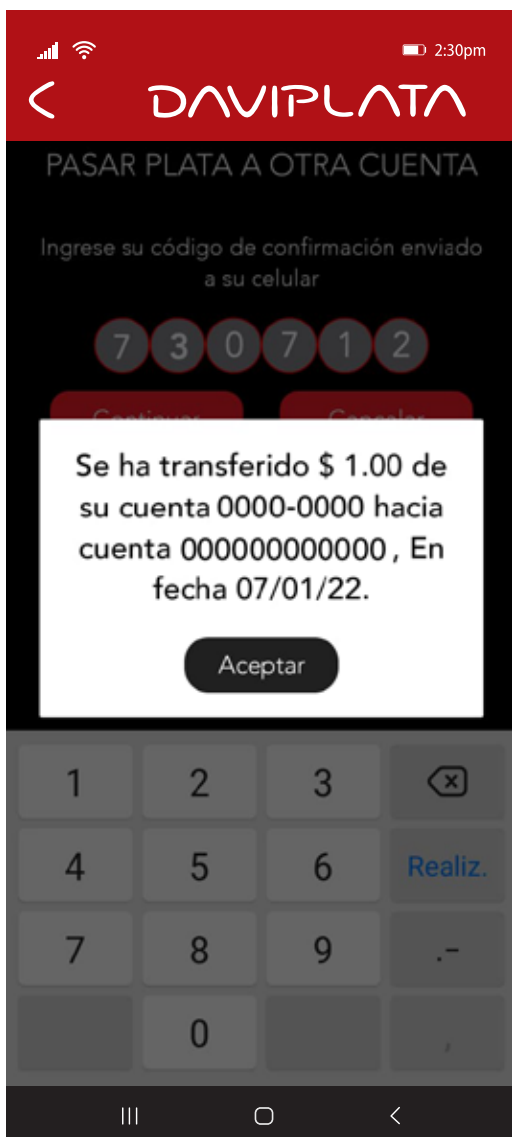 2:30pm
DAVIPLATA
PASAR PLATA A OTRA CUENTA
Ingrese su código de confirmación enviado
a su celular
7 3 0 7 1 2
Continuar Cancelar
Se ha transferido $ 1.00 de
su cuenta 0000-0000 hacia
cuenta 000000000000 , En
fecha 07/01/22.
Aceptar
1 2 3
4 5 6 Realiz.
7 8 9 .-
0 ,